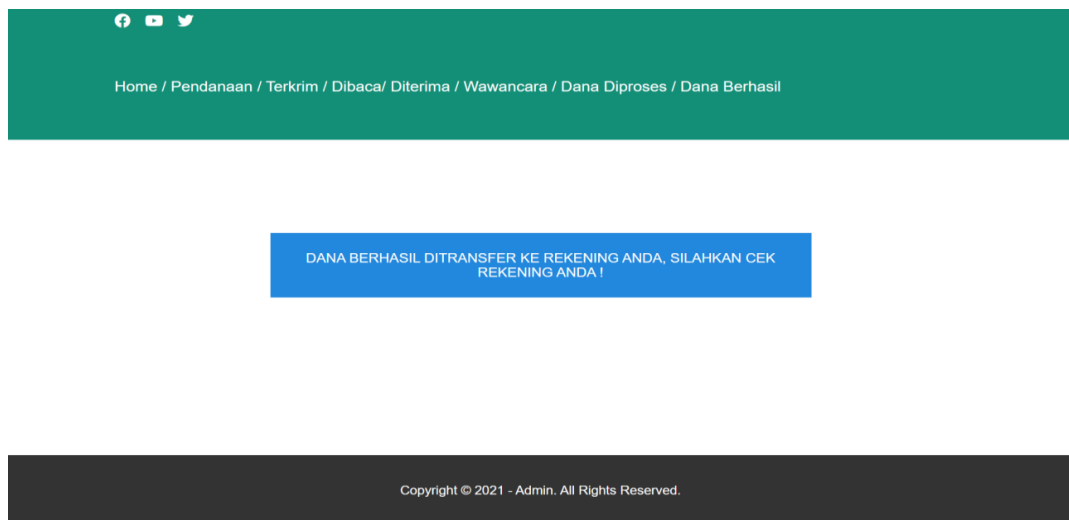 Home / Pendanaan / Terkrim / Dibaca/ Diterima / Wawancara / Dana Diproses / Dana Berhasil
DANA BERHASIL DITRANSFER KE REKENING ANDA, SILAHKAN CEK
REKENING ANDA !
Copyright © 2021 - Admin. All Rights Reserved.